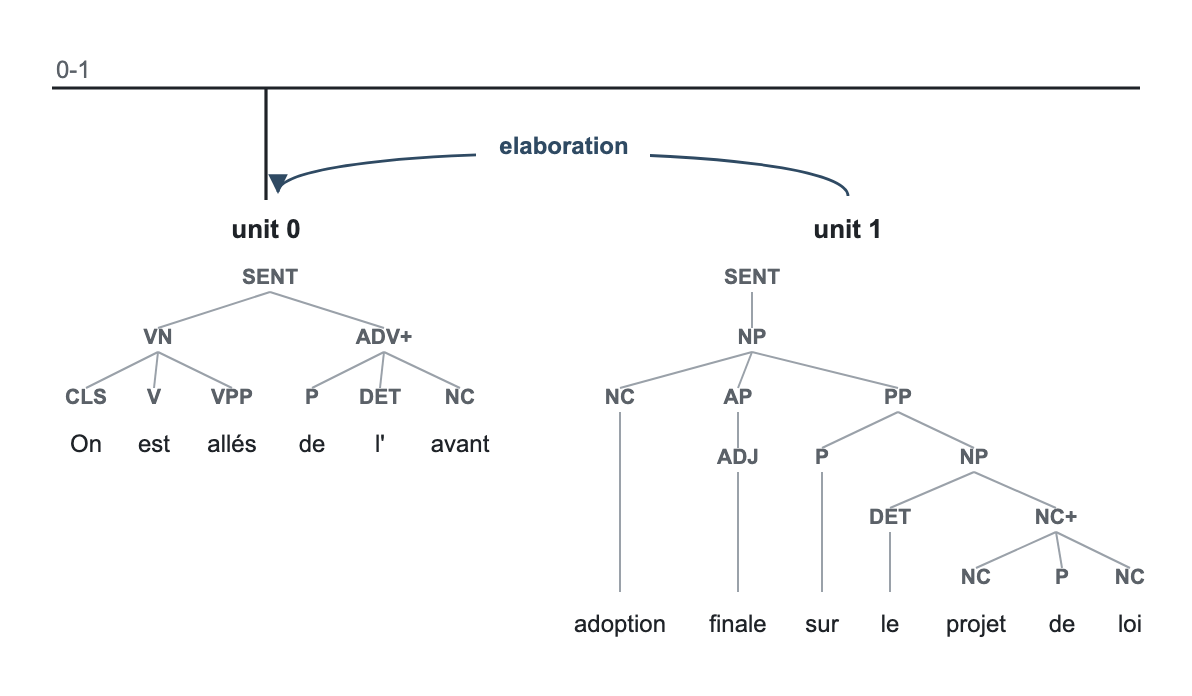 0-1
elaboration
unit 0 unit 1
SENT SENT
VN ADV+ NP
CLS V VPP P DET NC NC AP PP
On est allés de l' avant
ADJ P NP
DET NC+
NC P NC
adoption finale sur le projet de loi